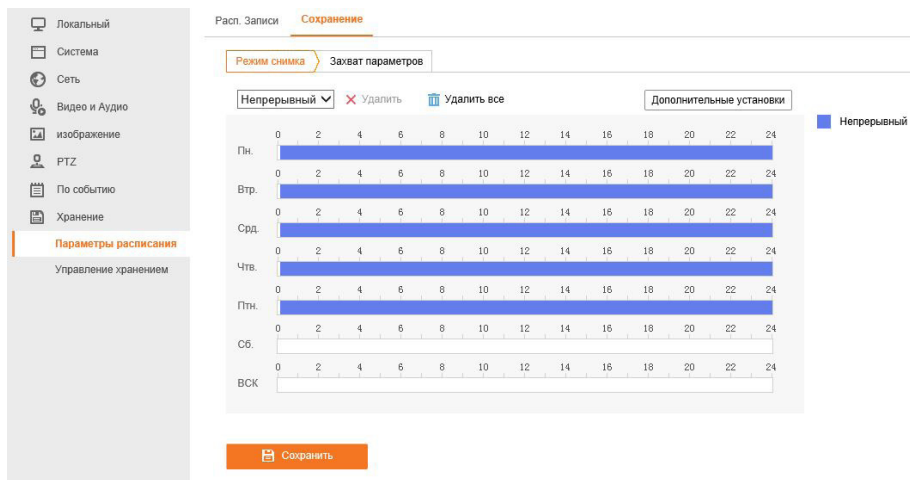 Локальный
Система
Сеть
Видео и Аудио
изображение
PTZ
По событию
Хранение
Параметры расписания
Управление хранением
Расп. Записи Сохранение
Режим снимка Захват параметров
Непрерывный Удалить Удалить все Дополнительные установки
Непрерывный
0 2 4 6 8 10 12 14 16 18 20 22 24
Пн.
0 2 4 6 8 10 12 14 16 18 20 22 24
Втр.
0 2 4 6 8 10 12 14 16 18 20 22 24
Срд.
0 2 4 6 8 10 12 14 16 18 20 22 24
Чтв.
0 2 4 6 8 10 12 14 16 18 20 22 24
Птн.
0 2 4 6 8 10 12 14 16 18 20 22 24
Сб.
0 2 4 6 8 10 12 14 16 18 20 22 24
ВСК
Сохранить